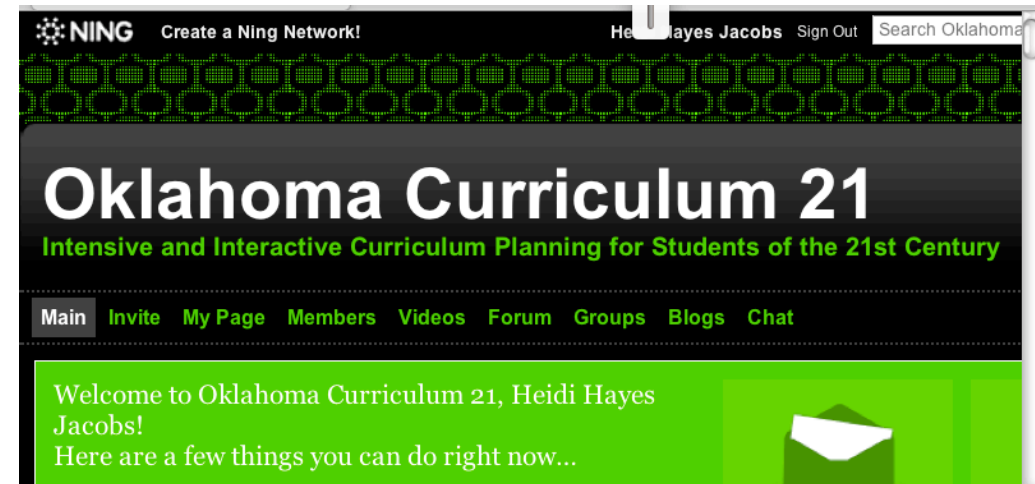 NING Create a Ning Network! Hayes Jacobs Sign Out Search Oklahoma
Oklahoma Curriculum 21
Intensive and Interactive Curriculum Planning for Students of the 21st Century
Main Invite My Page Members Videos Forum Groups Blogs Chat
Welcome to Oklahoma Curriculum 21, Heidi Hayes
Jacobs!
Here are a few things you can do right now...